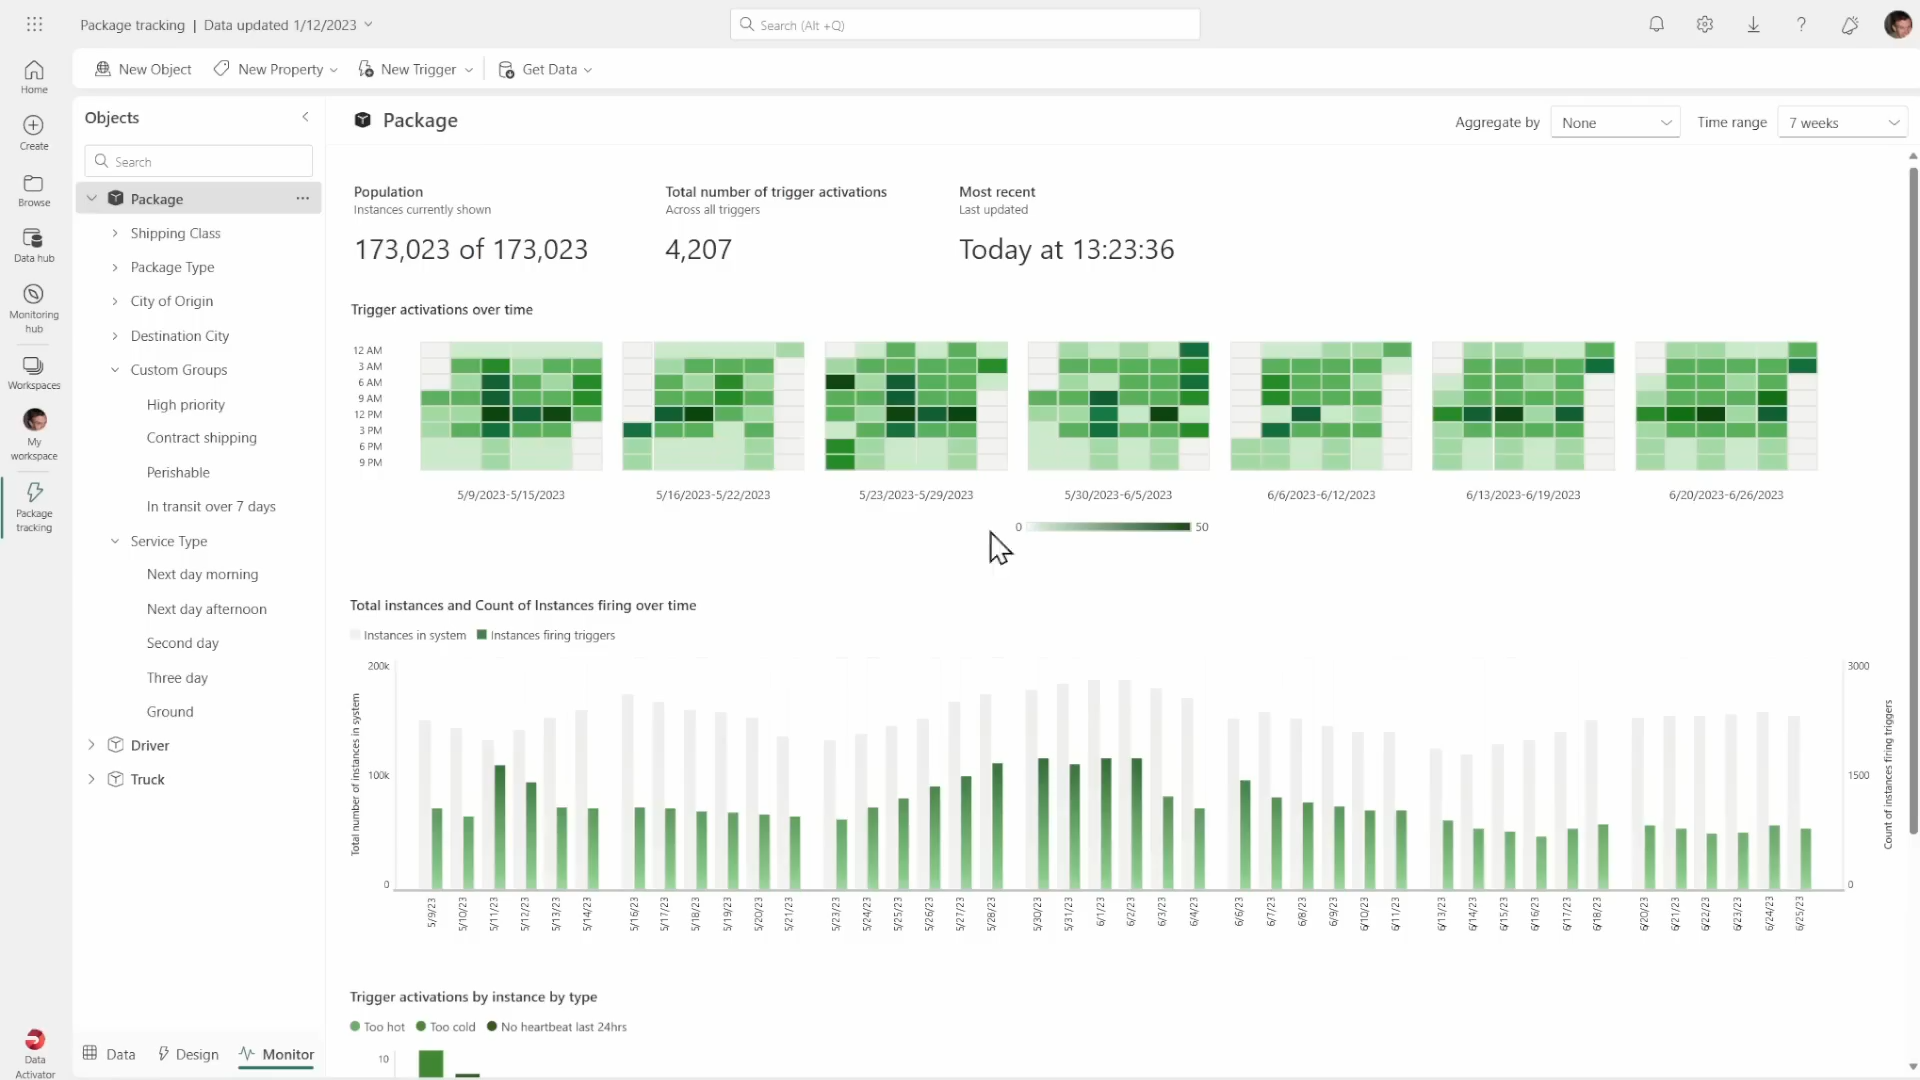 Package tracking | Data updated 1/12/2023
Search (Alt +Q)
Home
Create
Browse
Data hub
Monitoring
hub
Workspaces
My
workspace
Package
tracking
Data
Activator
New Object
New Property
New Trigger
Get Data
Objects
Search
Package
Shipping Class
Package Type
City of Origin
Destination City
Custom Groups
High priority
Contract shipping
Perishable
In transit over 7 days
Service Type
Next day morning
Next day afternoon
Second day
Three day
Ground
Driver
Truck
Data
Design
Monitor
Package
Aggregate by
None
Time range
7 weeks
Population
Instances currently shown
173,023 of 173,023
Total number of trigger activations
Across all triggers
4,207
Most recent
Last updated
Today at 13:23:36
Trigger activations over time
12 AM
3 AM
6 AM
9 AM
12 PM
3 PM
6 PM
9 PM
5/9/2023-5/15/2023
5/16/2023-5/22/2023
5/23/2023-5/29/2023
5/30/2023-6/5/2023
6/6/2023-6/12/2023
6/13/2023-6/19/2023
6/20/2023-6/26/2023
0
50
Total instances and Count of Instances firing over time
Instances in system
Instances firing triggers
Total number of instances in system
200k
100k
0
3000
1500
0
Count of instances firing triggers
5/9/23
5/10/23
5/11/23
5/12/23
5/13/23
5/14/23
5/16/23
5/17/23
5/18/23
5/19/23
5/20/23
5/21/23
5/23/23
5/24/23
5/25/23
5/26/23
5/27/23
5/28/23
5/30/23
5/31/23
6/1/23
6/2/23
6/3/23
6/4/23
6/6/23
6/7/23
6/8/23
6/9/23
6/10/23
6/11/23
6/13/23
6/14/23
6/15/23
6/16/23
6/17/23
6/18/23
6/20/23
6/21/23
6/22/23
6/23/23
6/24/23
6/25/23
Trigger activations by instance by type
Too hot
Too cold
No heartbeat last 24hrs
10